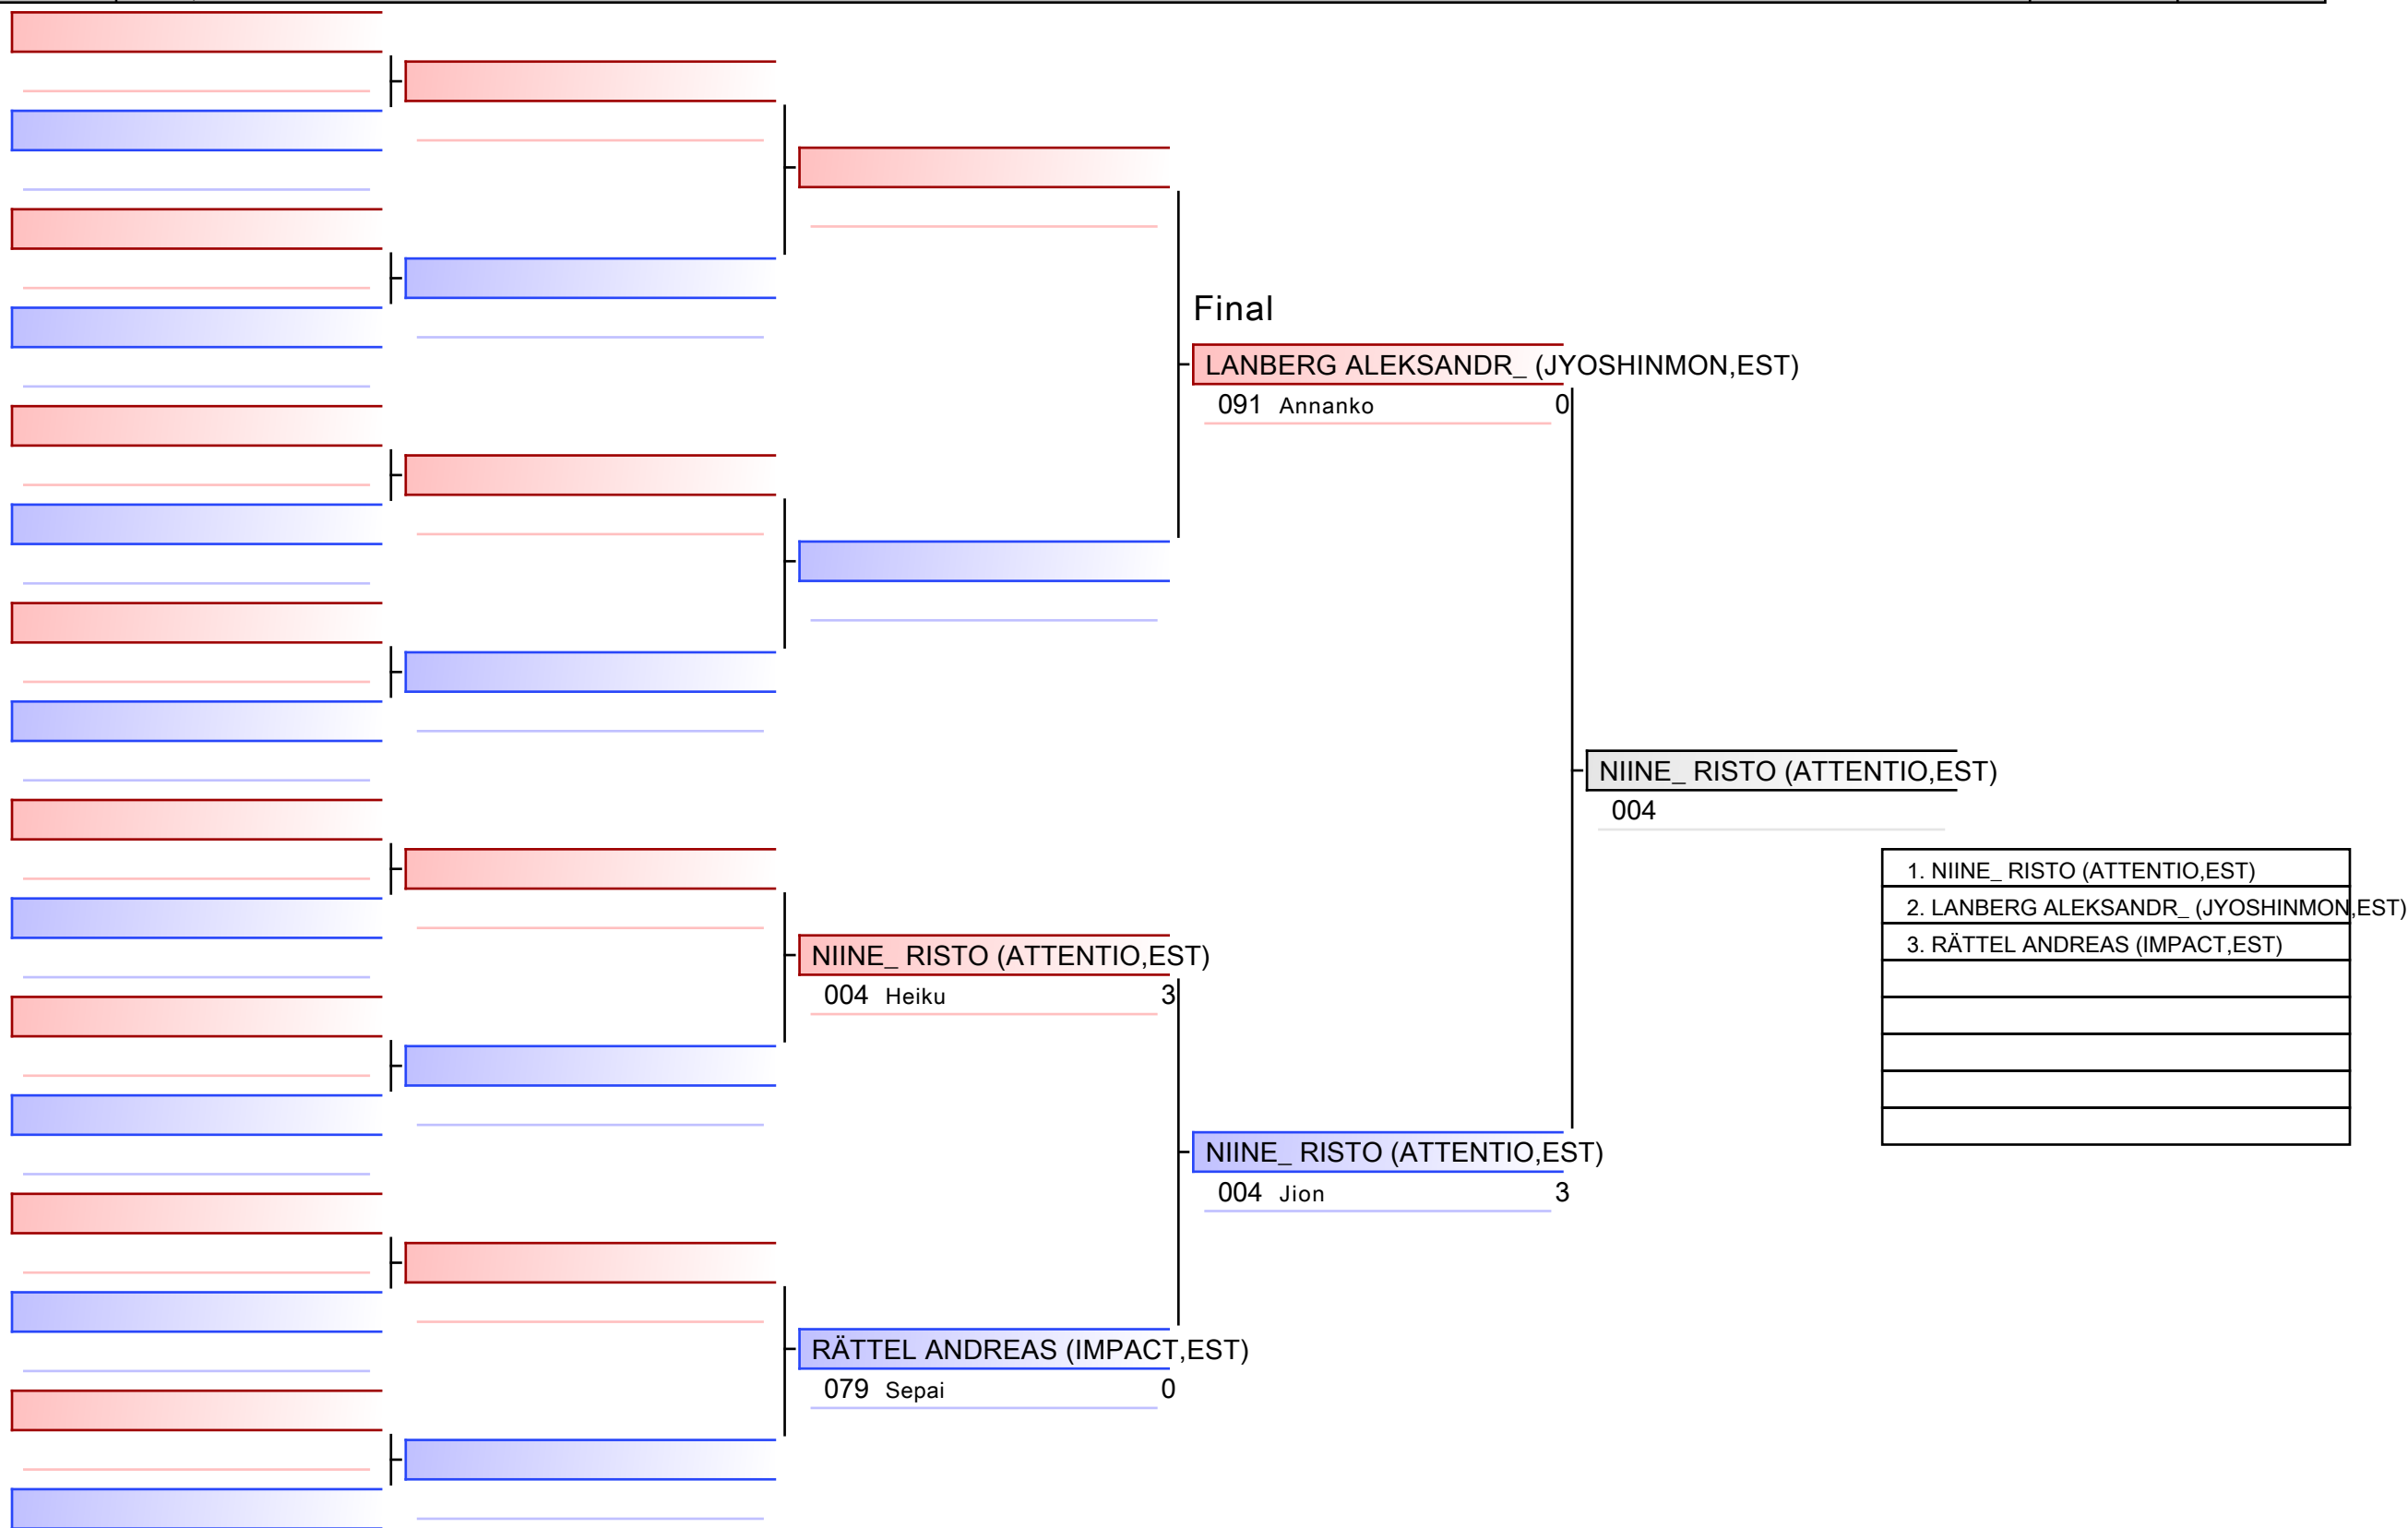 Final
LANBERG ALEKSANDR_ (JYOSHINMON,EST)
091 Annanko 0
NIINE_ RISTO (ATTENTIO,EST)
004
1. NIINE_ RISTO (ATTENTIO,EST)
2. LANBERG ALEKSANDR_ (JYOSHINMON,EST)
3. RÄTTEL ANDREAS (IMPACT,EST)
NIINE_ RISTO (ATTENTIO,EST)
004 Heiku 3
NIINE_ RISTO (ATTENTIO,EST)
004 Jion 3
RÄTTEL ANDREAS (IMPACT,EST)
079 Sepai 0